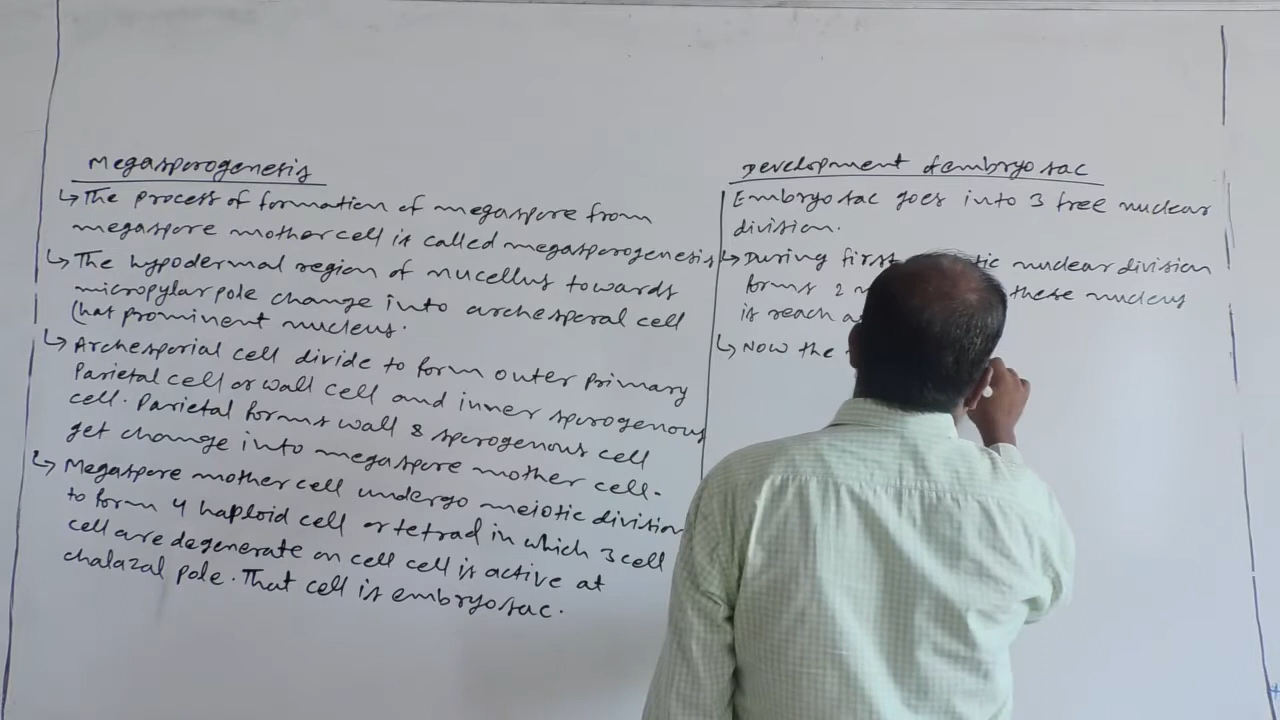 Megasporogenesis
↳ The process of formation of megaspore from
megaspore mother cell is called megasporogenesis
↳ The hypodermal region of nucellus towards
micropylar pole change into archesperal cell
(has prominent nucleus.
↳ Archesporial cell divide to form outer primary
Parietal cell or wall cell and inner sporogenous
cell. Parietal forms wall & sporogenous cell
get change into megaspore mother cell.
↳ Megaspore mother cell undergo meiotic division
to form 4 haploid cell or tetrad in which 3 cell
cell are degenerate on cell cell is active at
chalazal pole. That cell is embryosac.
Development of embryo sac
Embryo sac goes into 3 free nuclear
division.
↳ During first nuclear division
forms 2 these nucleus
is reach
↳ Now the